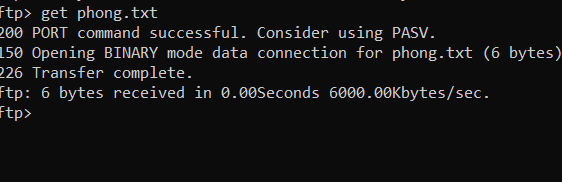 ftp> get phong.txt
200 PORT command successful. Consider using PASV.
150 Opening BINARY mode data connection for phong.txt (6 bytes)
226 Transfer complete.
ftp: 6 bytes received in 0.00Seconds 6000.00Kbytes/sec.
ftp>